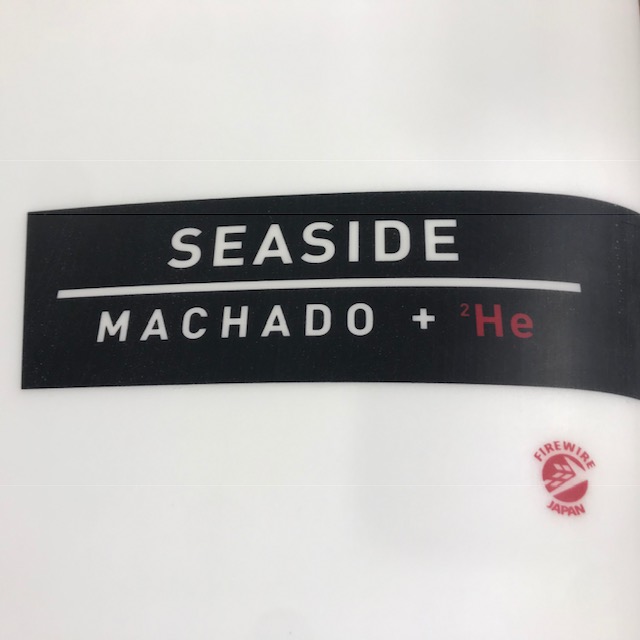 SEASIDE
MACHADO + ²He
FIREWIRE
JAPAN